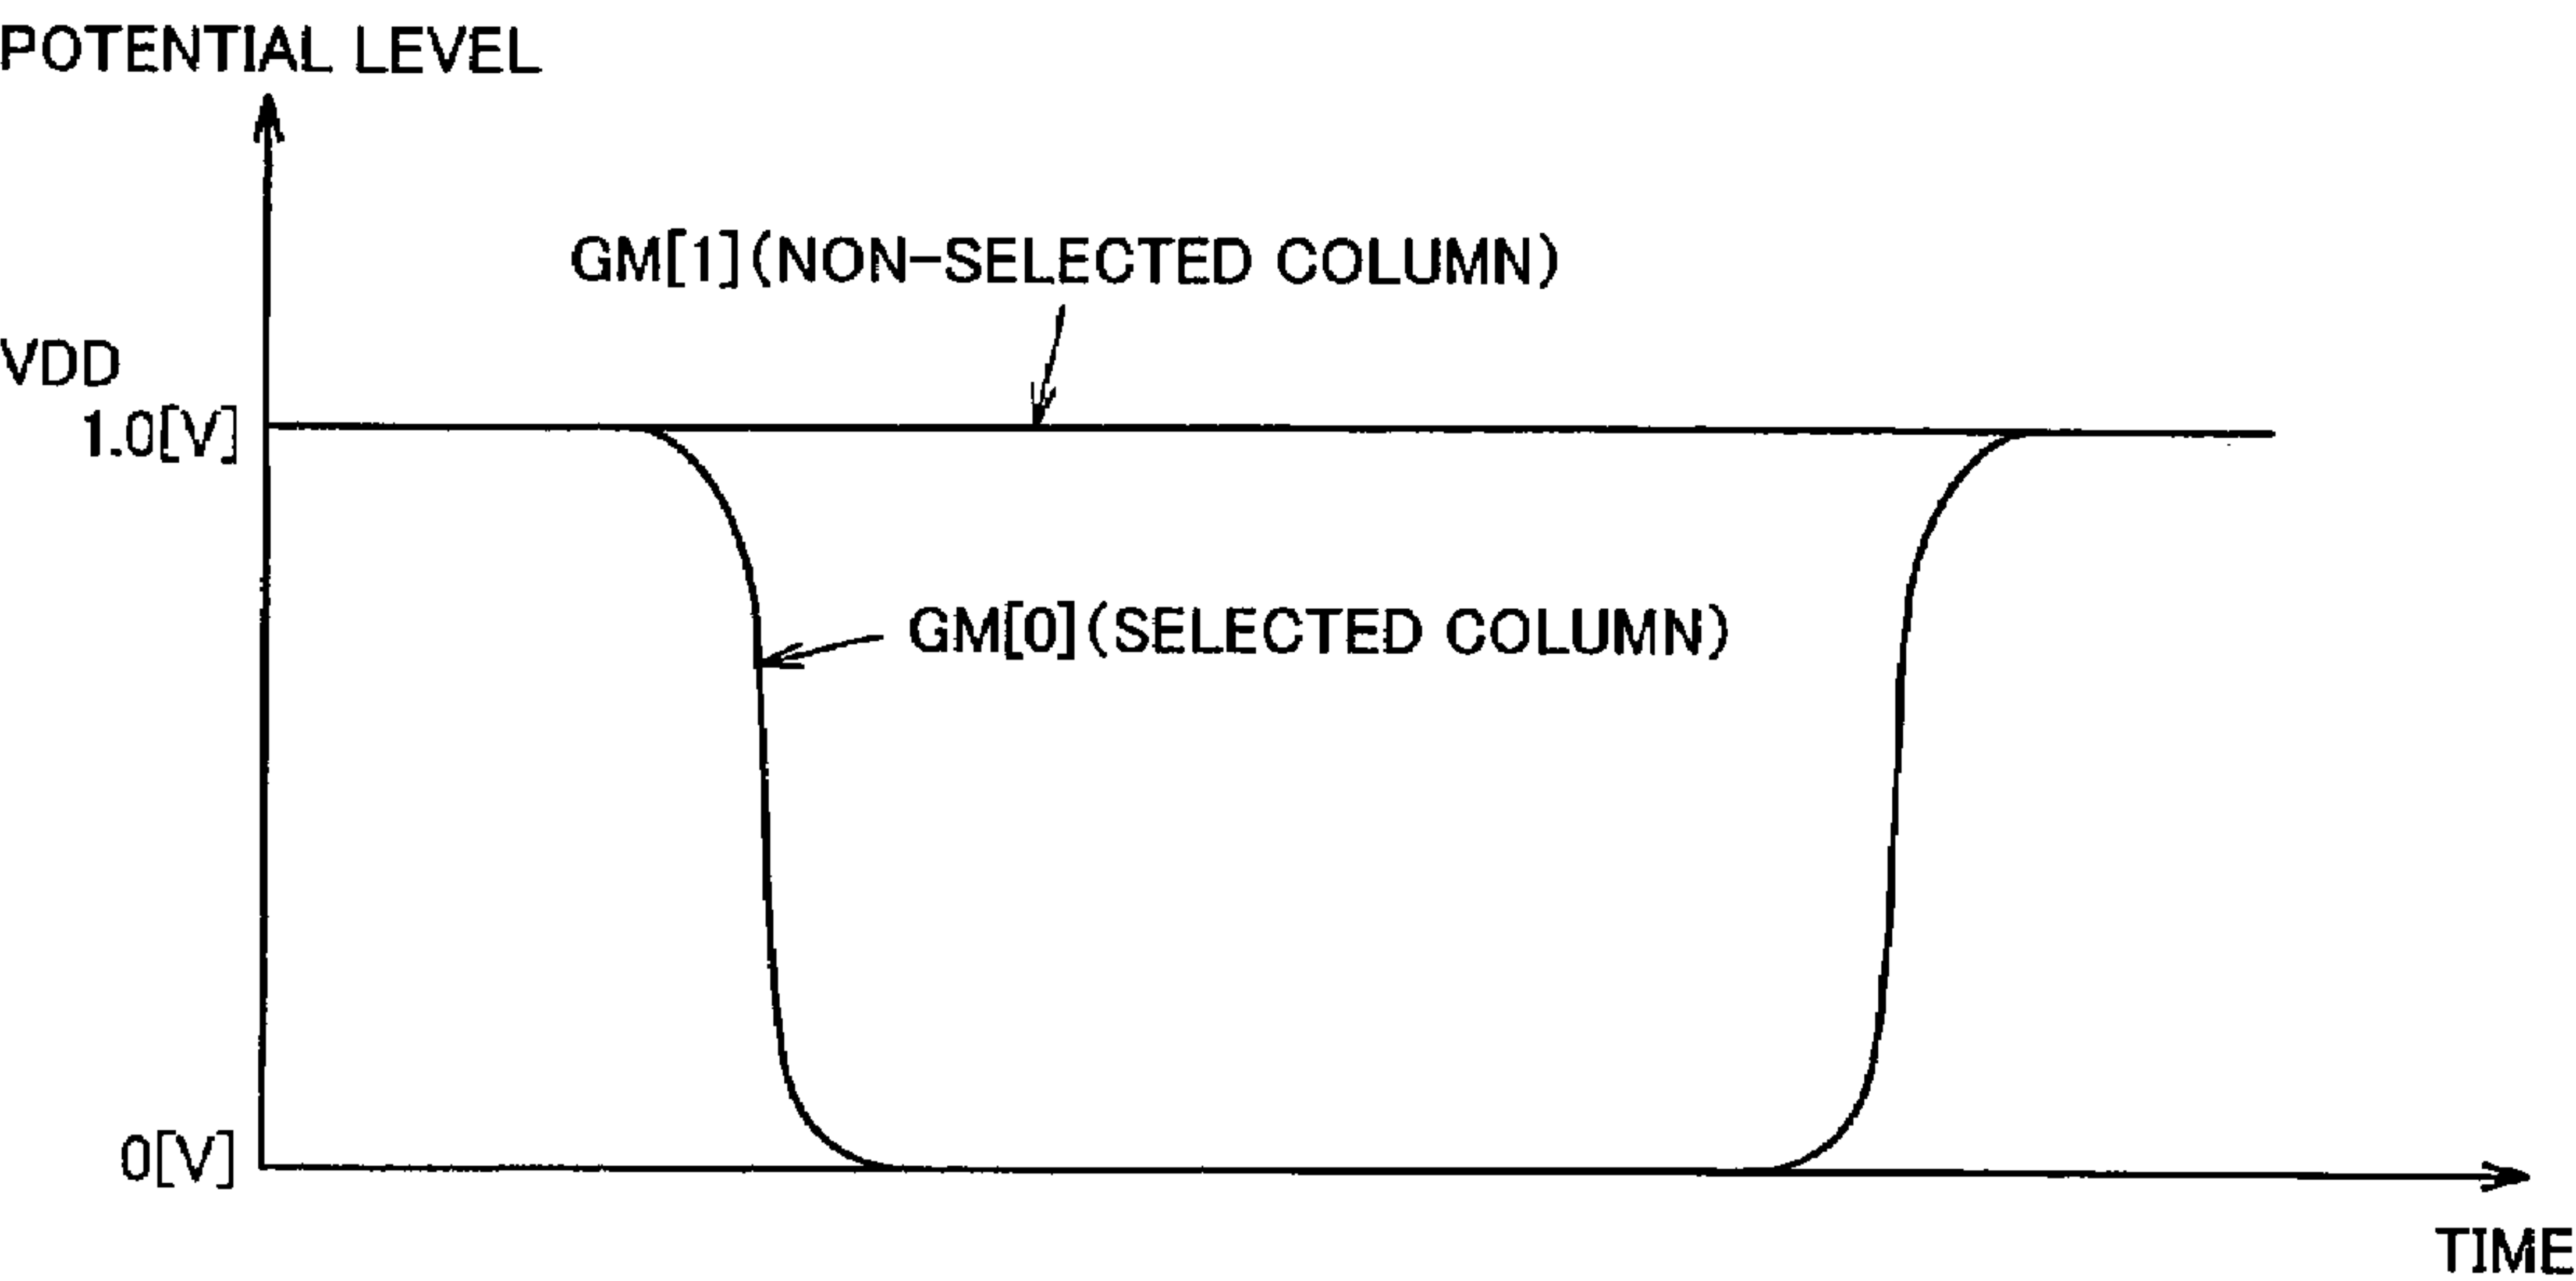 POTENTIAL LEVEL
GM[1](NON-SELECTED COLUMN)
VDD
1.0[V]
GM[0](SELECTED COLUMN)
0[V]
TIME